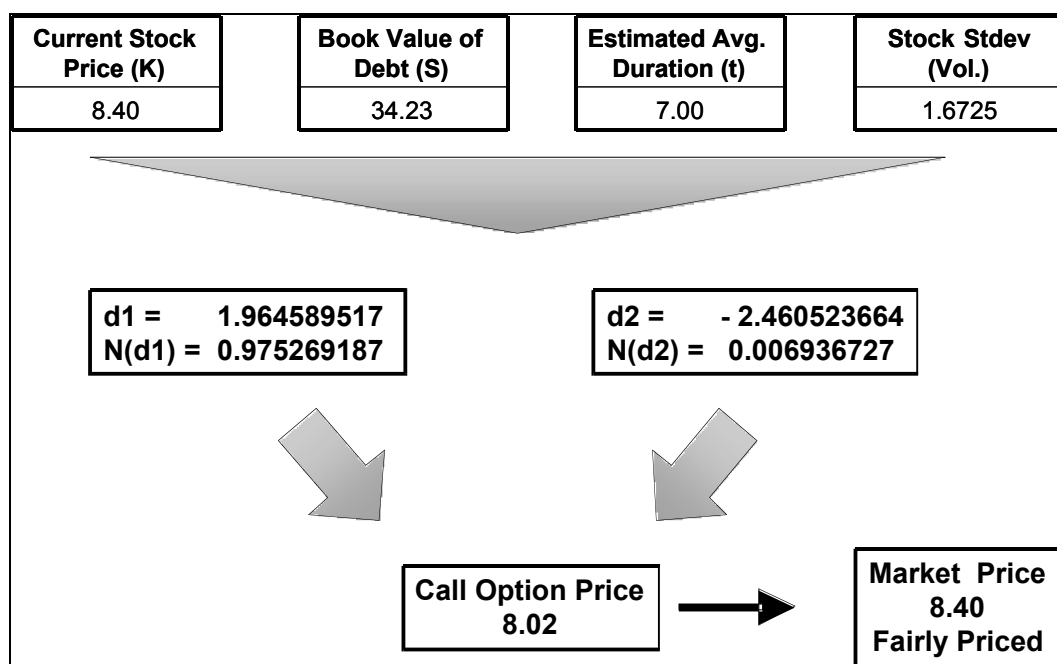 Current Stock
Price (K)
8.40
Book Value of
Debt (S)
34.23
Estimated Avg.
Duration (t)
7.00
Stock Stdev
(Vol.)
1.6725
d1 = 1.964589517
N(d1) = 0.975269187
d2 = - 2.460523664
N(d2) = 0.006936727
Call Option Price
8.02
Market Price
8.40
Fairly Priced